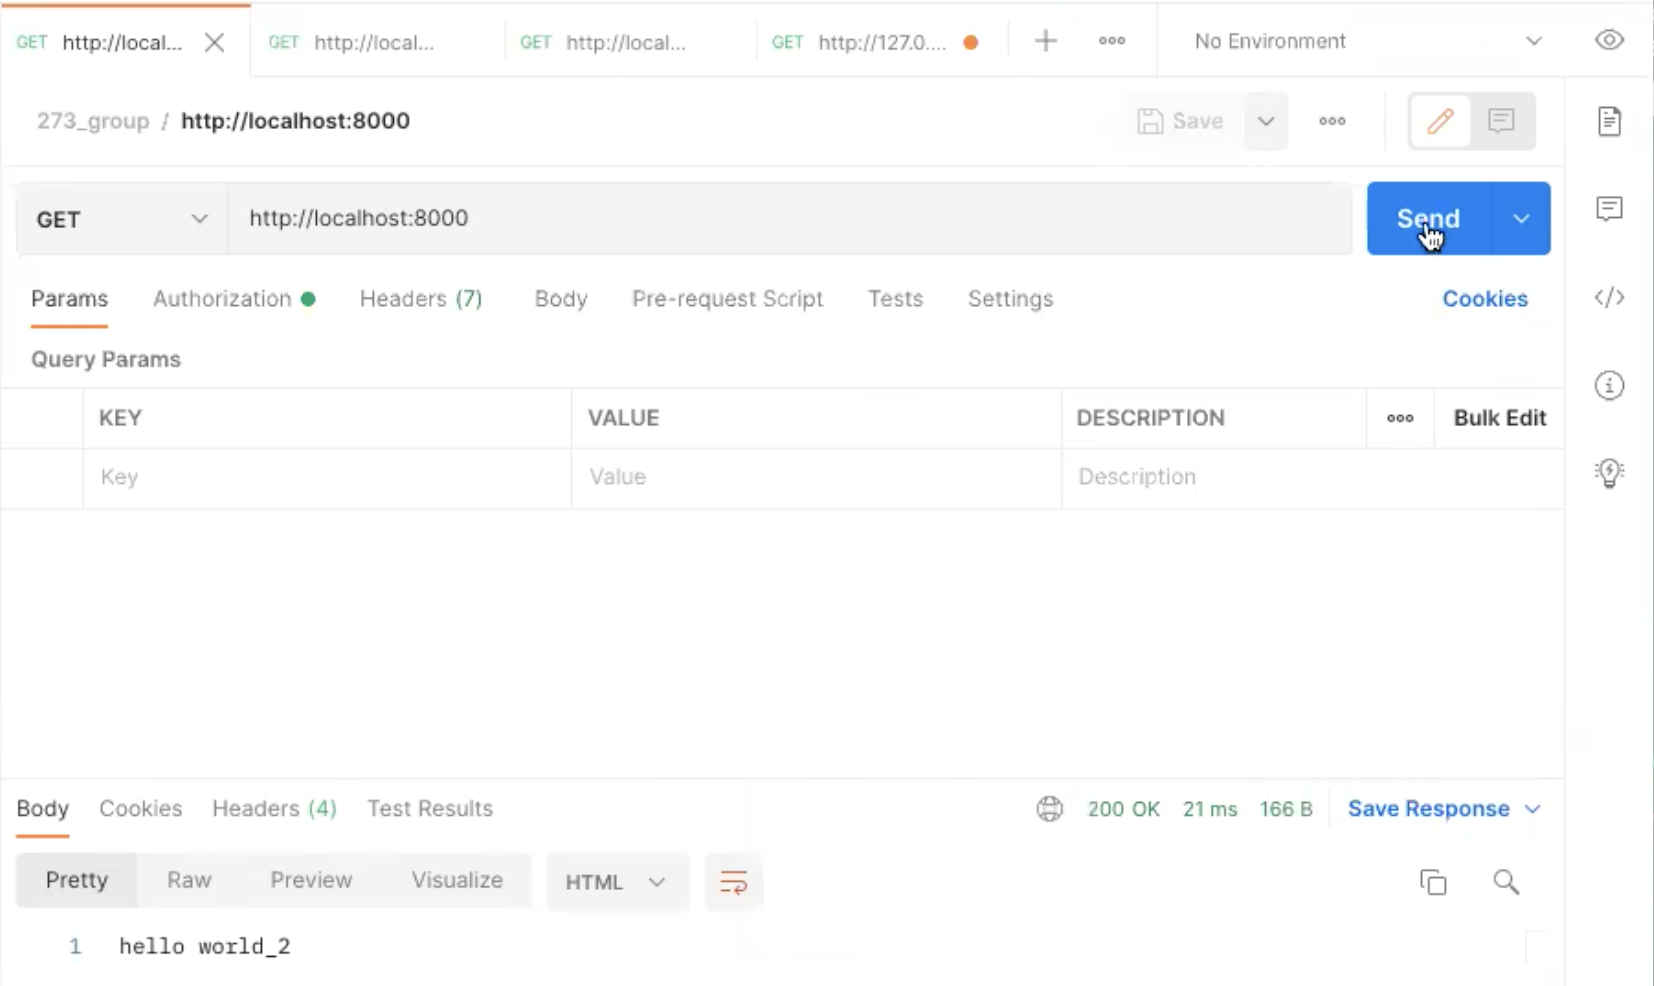 GET http://local... GET http://local... GET http://local... GET http://127.0.... No Environment
273_group / http://localhost:8000 Save
GET http://localhost:8000 Send
Params Authorization Headers (7) Body Pre-request Script Tests Settings Cookies
Query Params
KEY VALUE DESCRIPTION Bulk Edit
Key Value Description
Body Cookies Headers (4) Test Results 200 OK 21 ms 166 B Save Response
Pretty Raw Preview Visualize HTML
1 hello world_2